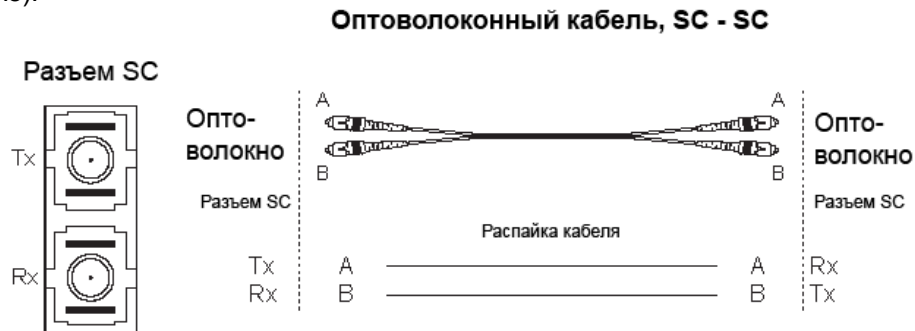 Оптоволоконный кабель, SC - SC
Разъем SC
Tx
Rx
Опто-
волокно
Разъем SC
A
B
A
B
Опто-
волокно
Разъем SC
Распайка кабеля
Tx A A Rx
Rx B B Tx